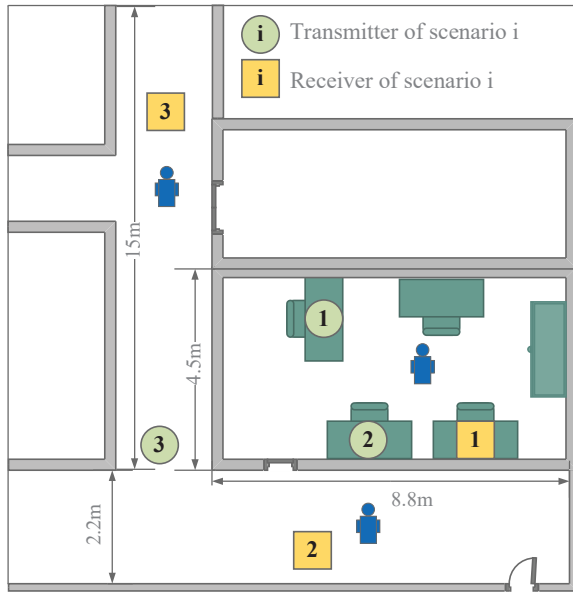 i Transmitter of scenario i
i Receiver of scenario i
3
15m
1
4.5m
3
2
1
8.8m
2.2m
2